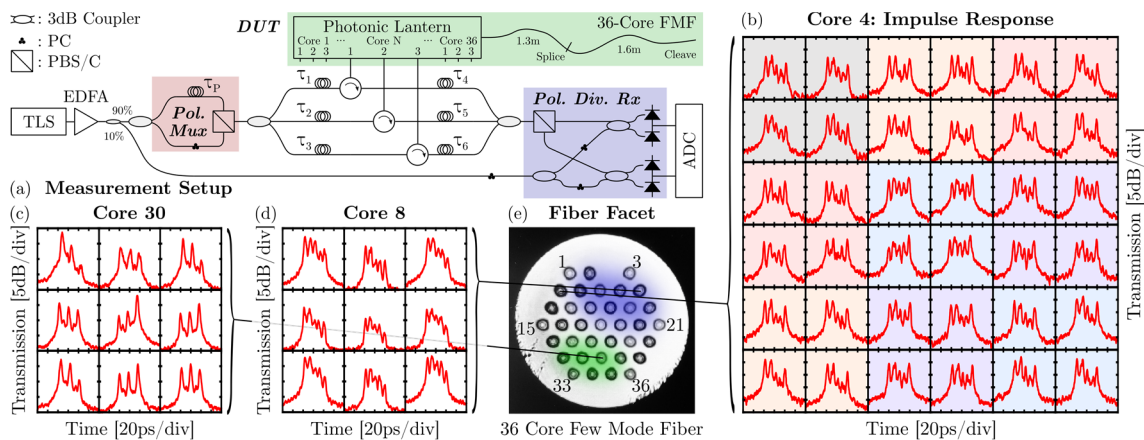 : 3dB Coupler
: PC
: PBS/C
DUT
Photonic Lantern
Core 1 ··· Core N ··· Core 36
1 2 3 1 2 3 1 2 3
36-Core FMF
1.3m
Splice
1.6m
Cleave
EDFA
TLS
90%
10%
τP
Pol.
Mux
τ1
τ2
τ3
τ4
τ5
τ6
Pol. Div. Rx
ADC
(a) Measurement Setup
(b) Core 4: Impulse Response
Transmission [5dB/div]
Time [20ps/div]
(c) Core 30
Transmission [5dB/div]
Time [20ps/div]
(d) Core 8
Transmission [5dB/div]
Time [20ps/div]
(e) Fiber Facet
1
3
15
21
33
36
36 Core Few Mode Fiber